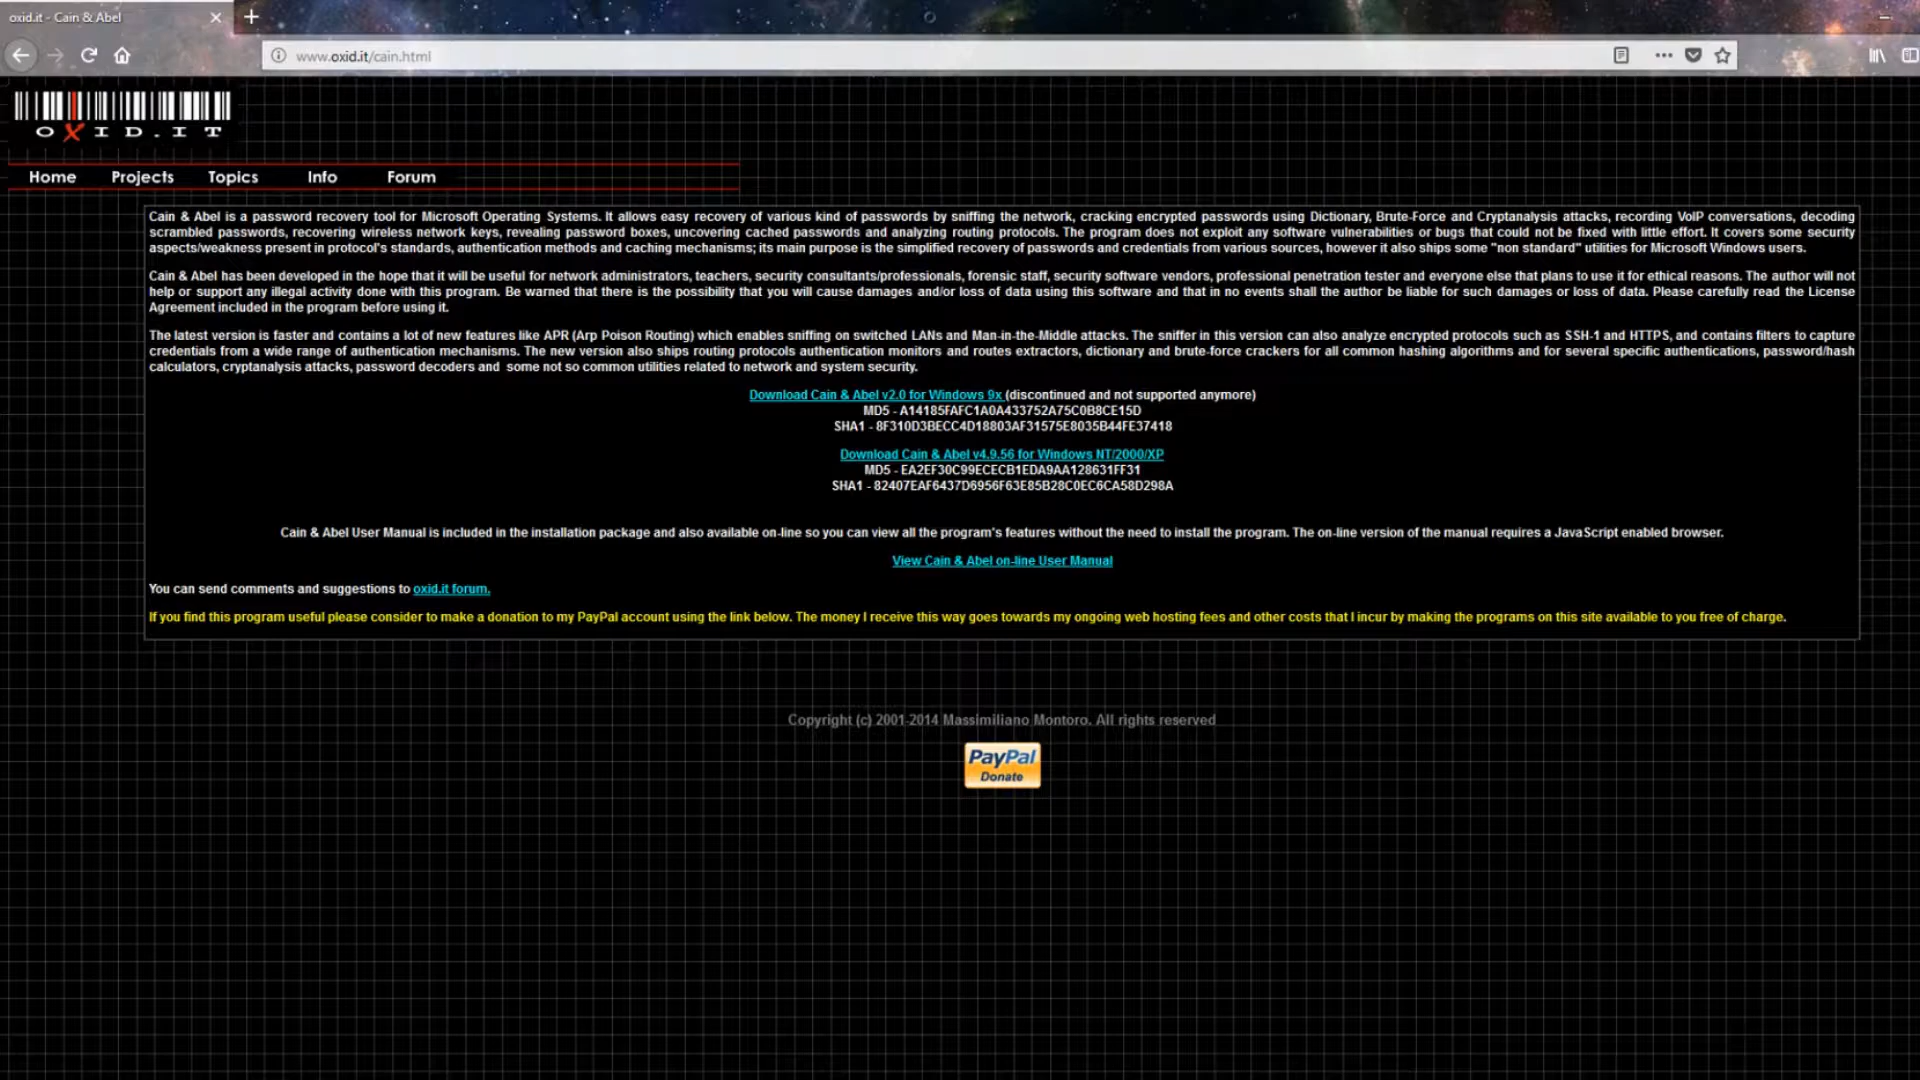 oxid.it - Cain & Abel
www.oxid.it/cain.html
OXID.IT
Home Projects Topics Info Forum
Cain & Abel is a password recovery tool for Microsoft Operating Systems. It allows easy recovery of various kind of passwords by sniffing the network, cracking encrypted passwords using Dictionary, Brute-Force and Cryptanalysis attacks, recording VoIP conversations, decoding
scrambled passwords, recovering wireless network keys, revealing password boxes, uncovering cached passwords and analyzing routing protocols. The program does not exploit any software vulnerabilities or bugs that could not be fixed with little effort. It covers some security
aspects/weakness present in protocol's standards, authentication methods and caching mechanisms; its main purpose is the simplified recovery of passwords and credentials from various sources, however it also ships some "non standard" utilities for Microsoft Windows users.
Cain & Abel has been developed in the hope that it will be useful for network administrators, teachers, security consultants/professionals, forensic staff, security software vendors, professional penetration tester and everyone else that plans to use it for ethical reasons. The author will not
help or support any illegal activity done with this program. Be warned that there is the possibility that you will cause damages and/or loss of data using this software and that in no events shall the author be liable for such damages or loss of data. Please carefully read the License
Agreement included in the program before using it.
The latest version is faster and contains a lot of new features like APR (Arp Poison Routing) which enables sniffing on switched LANs and Man-in-the-Middle attacks. The sniffer in this version can also analyze encrypted protocols such as SSH-1 and HTTPS, and contains filters to capture
credentials from a wide range of authentication mechanisms. The new version also ships routing protocols authentication monitors and routes extractors, dictionary and brute-force crackers for all common hashing algorithms and for several specific authentications, password/hash
calculators, cryptanalysis attacks, password decoders and some not so common utilities related to network and system security.
Download Cain & Abel v2.0 for Windows 9x (discontinued and not supported anymore)
MD5 - A14185FAFC1A0A433752A75C0B8CE15D
SHA1 - 8F310D3BECC4D18803AF31575E8035B44FE37418
Download Cain & Abel v4.9.56 for Windows NT/2000/XP
MD5 - EA2EF30C99ECECB1EDA9AA128631FF31
SHA1 - 82407EAF6437D6956F63E85B28C0EC6CA58D298A
Cain & Abel User Manual is included in the installation package and also available on-line so you can view all the program's features without the need to install the program. The on-line version of the manual requires a JavaScript enabled browser.
View Cain & Abel on-line User Manual
You can send comments and suggestions to oxid.it forum.
If you find this program useful please consider to make a donation to my PayPal account using the link below. The money I receive this way goes towards my ongoing web hosting fees and other costs that I incur by making the programs on this site available to you free of charge.
Copyright (c) 2001-2014 Massimiliano Montoro. All rights reserved
PayPal
Donate